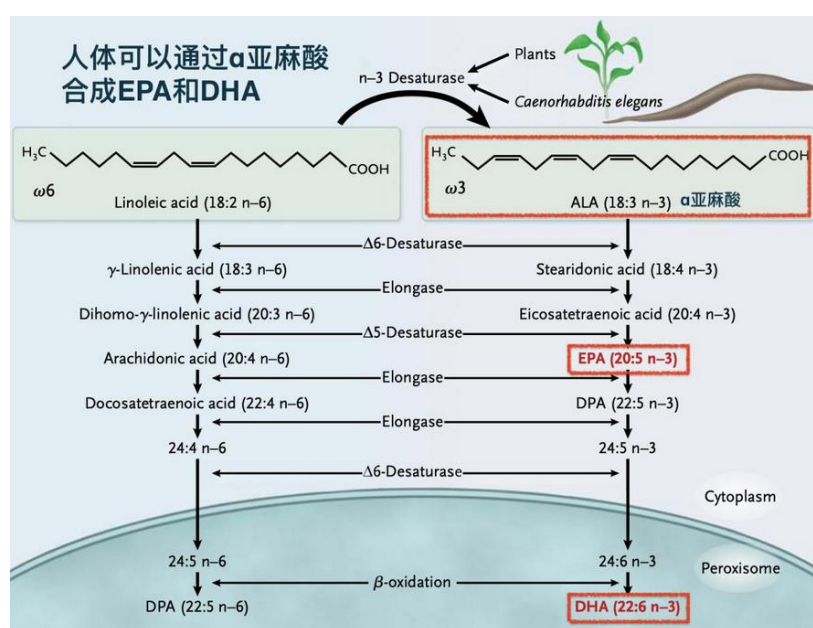 人体可以通过α亚麻酸
合成EPA和DHA
n–3 Desaturase
Plants
Caenorhabditis elegans
H₃C
COOH
ω6
Linoleic acid (18:2 n–6)
H₃C
COOH
ω3
ALA (18:3 n–3) α亚麻酸
Δ6-Desaturase
γ-Linolenic acid (18:3 n–6)
Stearidonic acid (18:4 n–3)
Elongase
Dihomo-γ-linolenic acid (20:3 n–6)
Eicosatetraenoic acid (20:4 n–3)
Δ5-Desaturase
Arachidonic acid (20:4 n–6)
EPA (20:5 n–3)
Elongase
Docosatetraenoic acid (22:4 n–6)
DPA (22:5 n–3)
Elongase
24:4 n–6
24:5 n–3
Δ6-Desaturase
Cytoplasm
24:5 n–6
24:6 n–3
Peroxisome
β-oxidation
DPA (22:5 n–6)
DHA (22:6 n–3)